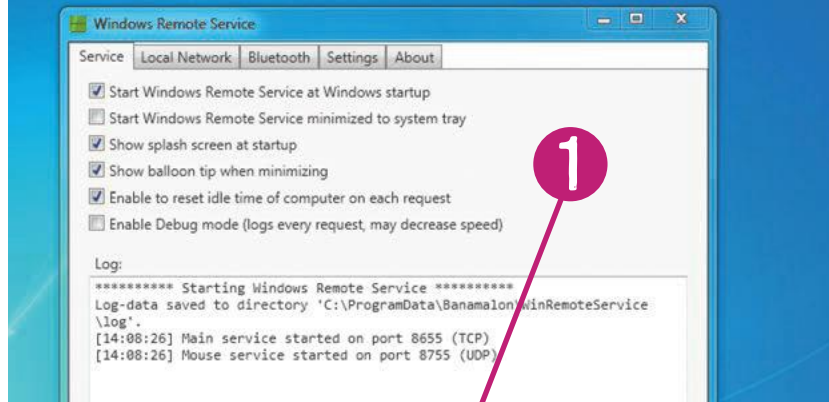 Windows Remote Service
Service Local Network Bluetooth Settings About
Start Windows Remote Service at Windows startup
Start Windows Remote Service minimized to system tray
Show splash screen at startup
Show balloon tip when minimizing
1
Enable to reset idle time of computer on each request
Enable Debug mode (logs every request, may decrease speed)
Log:
********** Starting Windows Remote Service **********
Log-data saved to directory 'C:\ProgramData\Banamalon\WinRemoteService
\log'.
[14:08:26] Main service started on port 8655 (TCP)
[14:08:26] Mouse service started on port 8755 (UDP)